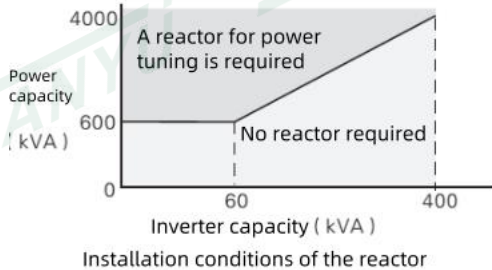 4000
A reactor for power
tuning is required
Power
capacity
( kVA )
600
No reactor required
0
60
400
Inverter capacity ( kVA )
Installation conditions of the reactor